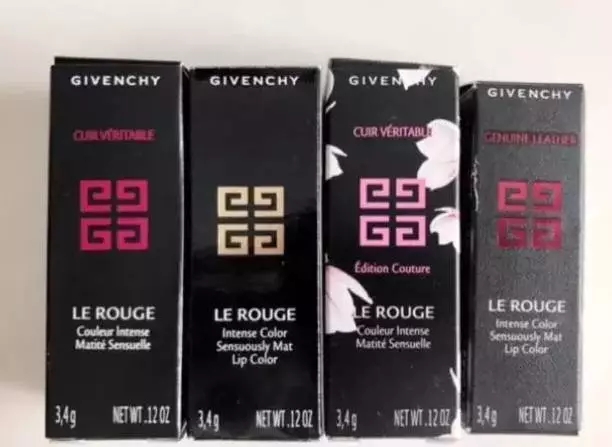 GIVENCHY
CUIR VÉRITABLE
LE ROUGE
Couleur Intense
Matité Sensuelle
3,4 g NET WT. .12 OZ
GIVENCHY
LE ROUGE
Intense Color
Sensuously Mat
Lip Color
3,4g NET WT. .12 OZ
GIVENCHY
CUIR VÉRITABLE
Édition Couture
LE ROUGE
Couleur Intense
Matité Sensuelle
3,4g NET WT. .12 OZ
GIVENCHY
GENUINE LEATHER
LE ROUGE
Intense Color
Sensuously Mat
Lip Color
3,4g NET WT. .12 OZ